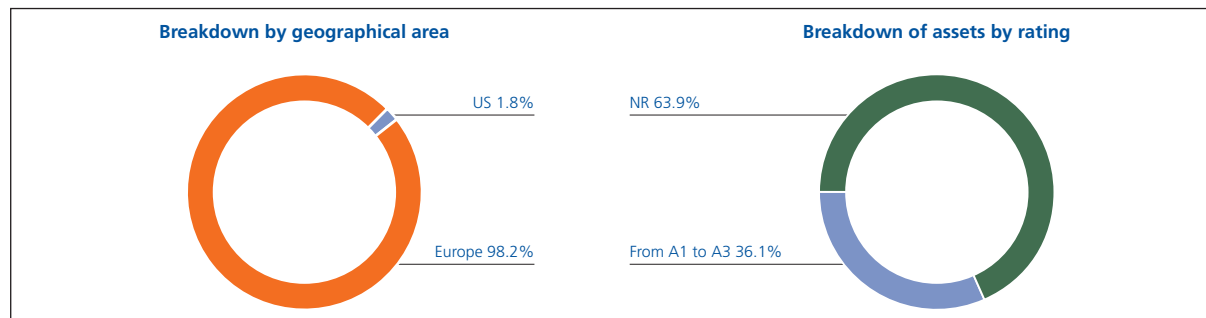 Breakdown by geographical area
US 1.8%
Europe 98.2%
Breakdown of assets by rating
NR 63.9%
From A1 to A3 36.1%